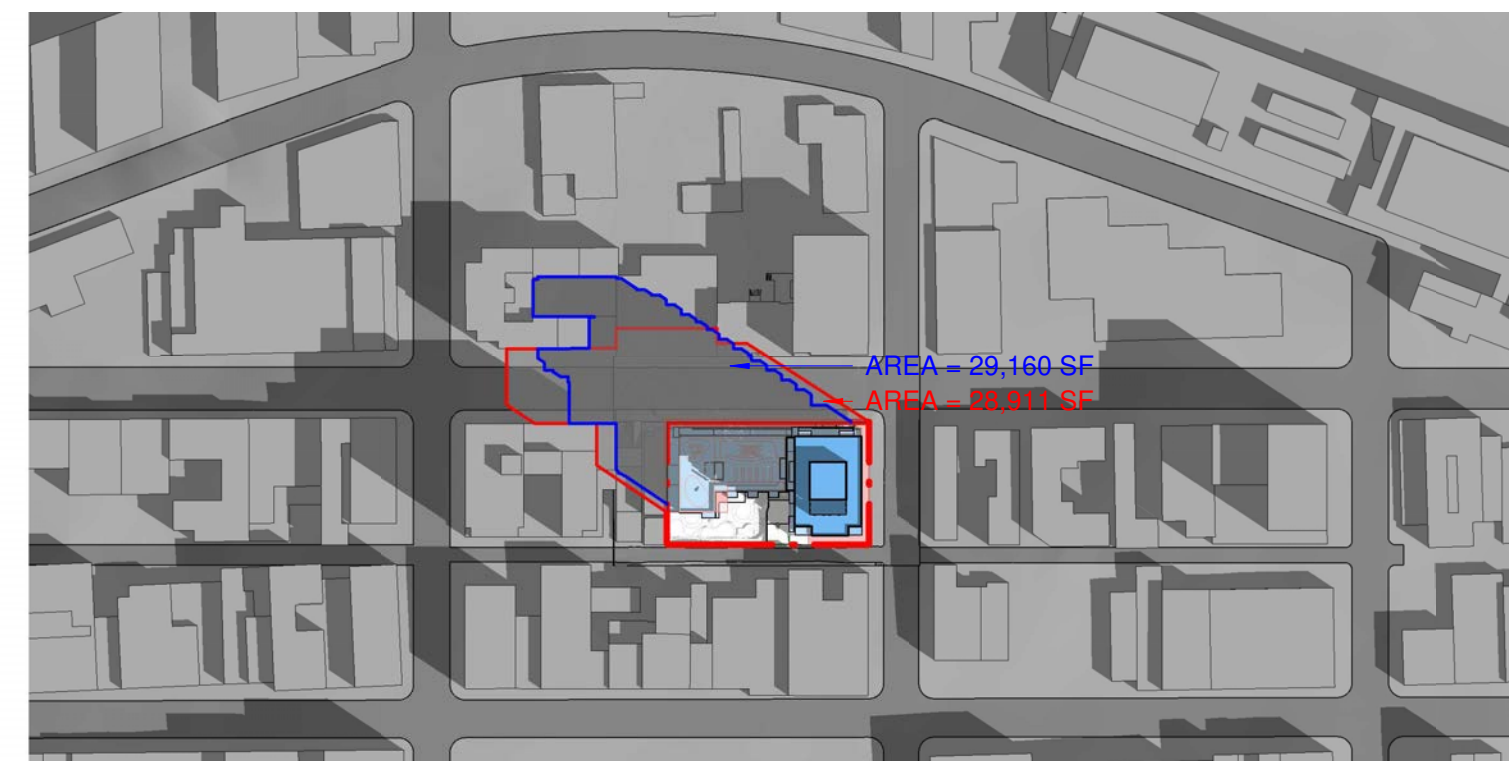 AREA = 29,160 SF
AREA = 28,911 SF